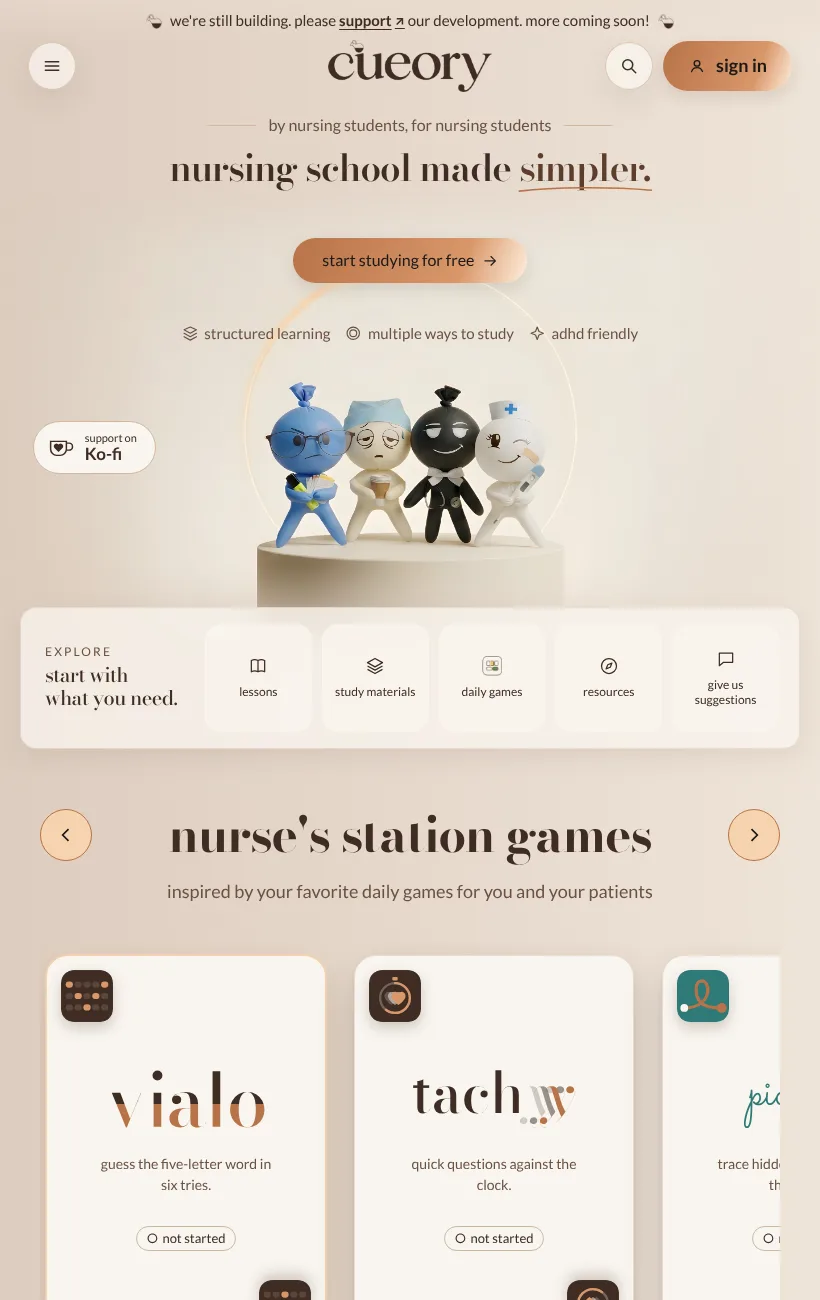 we're still building. please support ↗ our development. more coming soon!
cueory
sign in
by nursing students, for nursing students
nursing school made simpler.
start studying for free →
structured learning
multiple ways to study
adhd friendly
support on
Ko-fi
EXPLORE
start with
what you need.
lessons
study materials
daily games
resources
give us
suggestions
nurse's station games
inspired by your favorite daily games for you and your patients
vialo
guess the five-letter word in
six tries.
not started
tachy
quick questions against the
clock.
not started
trace